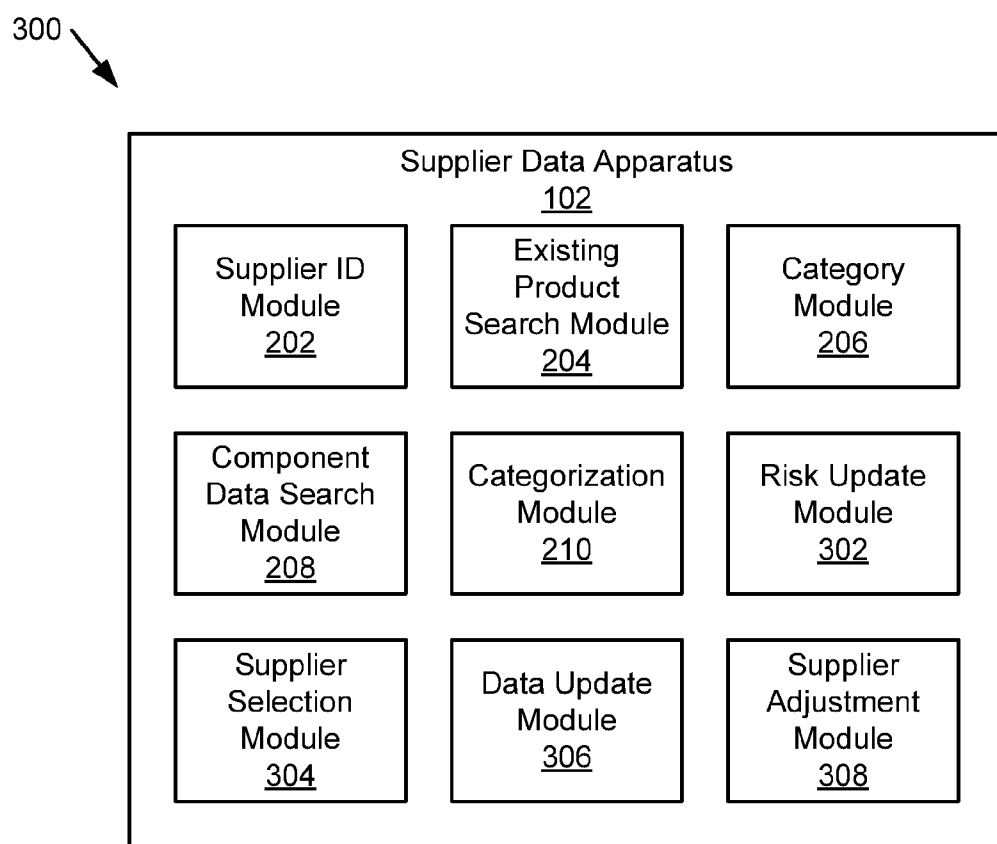 300
Supplier Data Apparatus
102
Supplier ID
Module
202
Existing
Product
Search Module
204
Category
Module
206
Component
Data Search
Module
208
Categorization
Module
210
Risk Update
Module
302
Supplier
Selection
Module
304
Data Update
Module
306
Supplier
Adjustment
Module
308